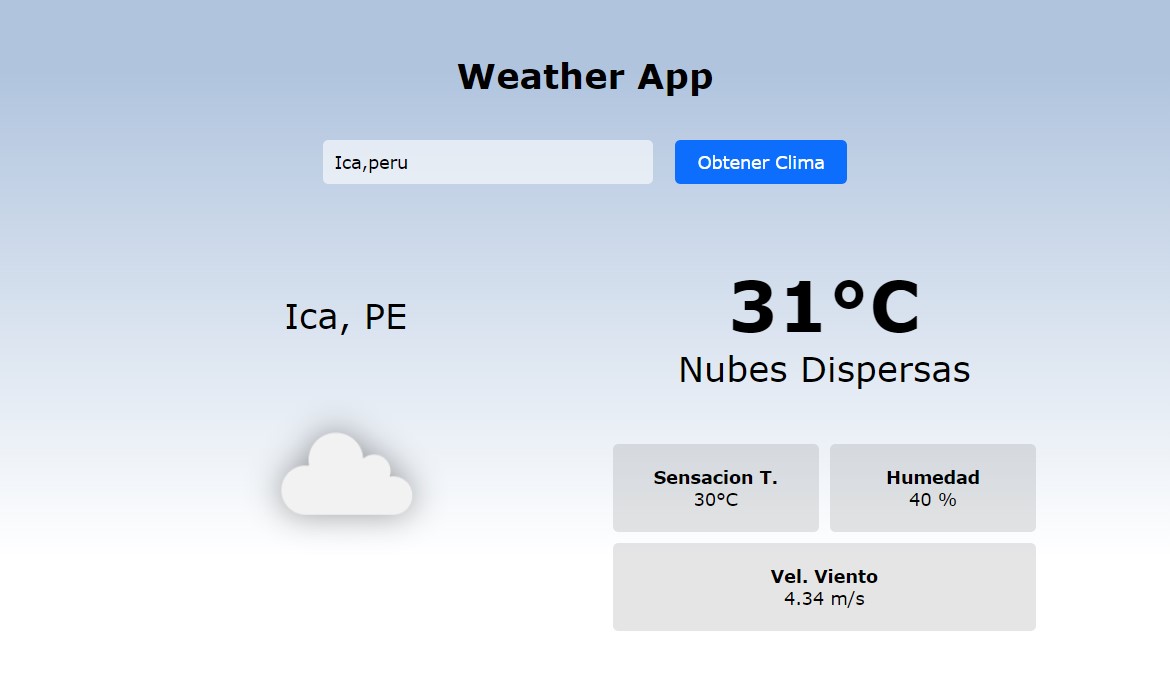 Weather App
Ica,peru
Obtener Clima
Ica, PE
31°C
Nubes Dispersas
Sensacion T.
30°C
Humedad
40 %
Vel. Viento
4.34 m/s